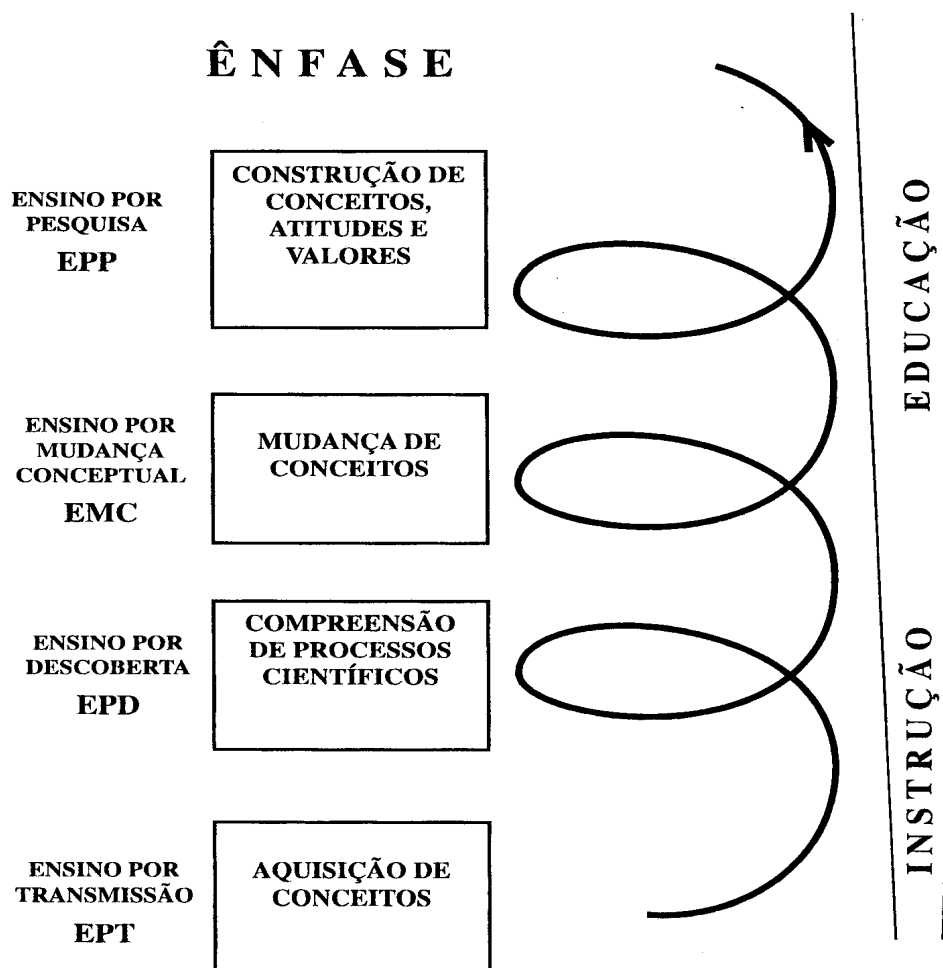 ÊNFASE
ENSINO POR
PESQUISA
EPP
CONSTRUÇÃO DE
CONCEITOS,
ATITUDES E
VALORES
ENSINO POR
MUDANÇA
CONCEPTUAL
EMC
MUDANÇA DE
CONCEITOS
ENSINO POR
DESCOBERTA
EPD
COMPREENSÃO
DE PROCESSOS
CIENTÍFICOS
ENSINO POR
TRANSMISSÃO
EPT
AQUISIÇÃO DE
CONCEITOS
EDUCAÇÃO
INSTRUÇÃO